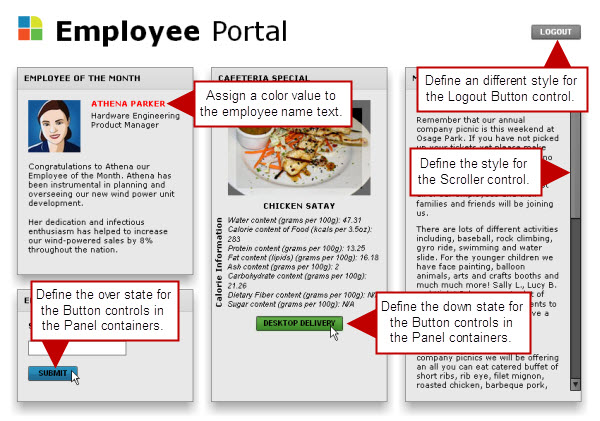 Employee Portal
LOGOUT
EMPLOYEE OF THE MONTH
ATHENA PARKER
Hardware Engineering
Product Manager
Congratulations to Athena our
Employee of the Month. Athena has
been instrumental in planning and
overseeing our new wind power unit
development.
Her dedication and infectious
enthusiasm has helped to increase
our wind-powered sales by 8%
throughout the nation.
Assign a color value to
the employee name text.
Define the over state for
the Button controls in
the Panel containers.
SUBMIT
CAFETERIA SPECIAL
CHICKEN SATAY
Calorie Information
Water content (grams per 100g): 47.31
Calorie content of Food (kcals per 3.5oz):
283
Protein content (grams per 100g): 13.25
Fat content (lipids) (grams per 100g): 16.18
Ash content (grams per 100g): 2
Carbohydrate content (grams per 100g):
21.26
Dietary Fiber content (grams per 100g): N/A
Sugar content (grams per 100g): N/A
DESKTOP DELIVERY
Define the down state for
the Button controls in
the Panel containers.
Define an different style for
the Logout Button control.
Remember that our annual
company picnic is this weekend at
Osage Park. If you have not picked
up your tickets yet please make
no
Define the style for
the Scroller control.
families and friends will be joining
us.
There are lots of different activities
including, baseball, rock climbing,
gyro ride, swimming and water
slide. For the younger children we
have face painting, balloon
animals, arts and crafts booths and
much much more! Sally L., Lucy B.
of
to
ve a
company picnics we will be offering
an all you can eat catered buffet of
short ribs, rib eye, filet mignon,
roasted chicken, barbeque pork,